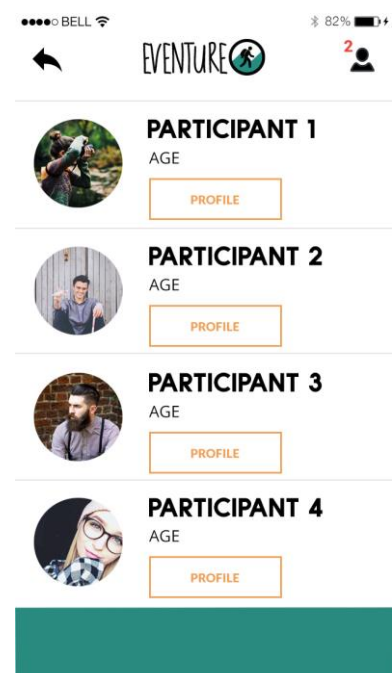 BELL 82%
EVENTURE 2
PARTICIPANT 1
AGE
PROFILE
PARTICIPANT 2
AGE
PROFILE
PARTICIPANT 3
AGE
PROFILE
PARTICIPANT 4
AGE
PROFILE